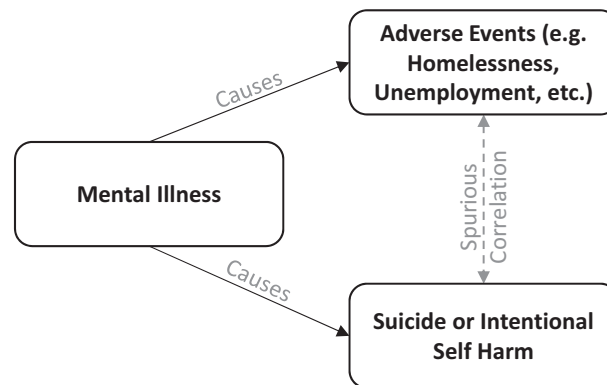 Adverse Events (e.g.
Homelessness,
Unemployment, etc.)
Causes
Mental Illness
Spurious
Correlation
Causes
Suicide or Intentional
Self Harm